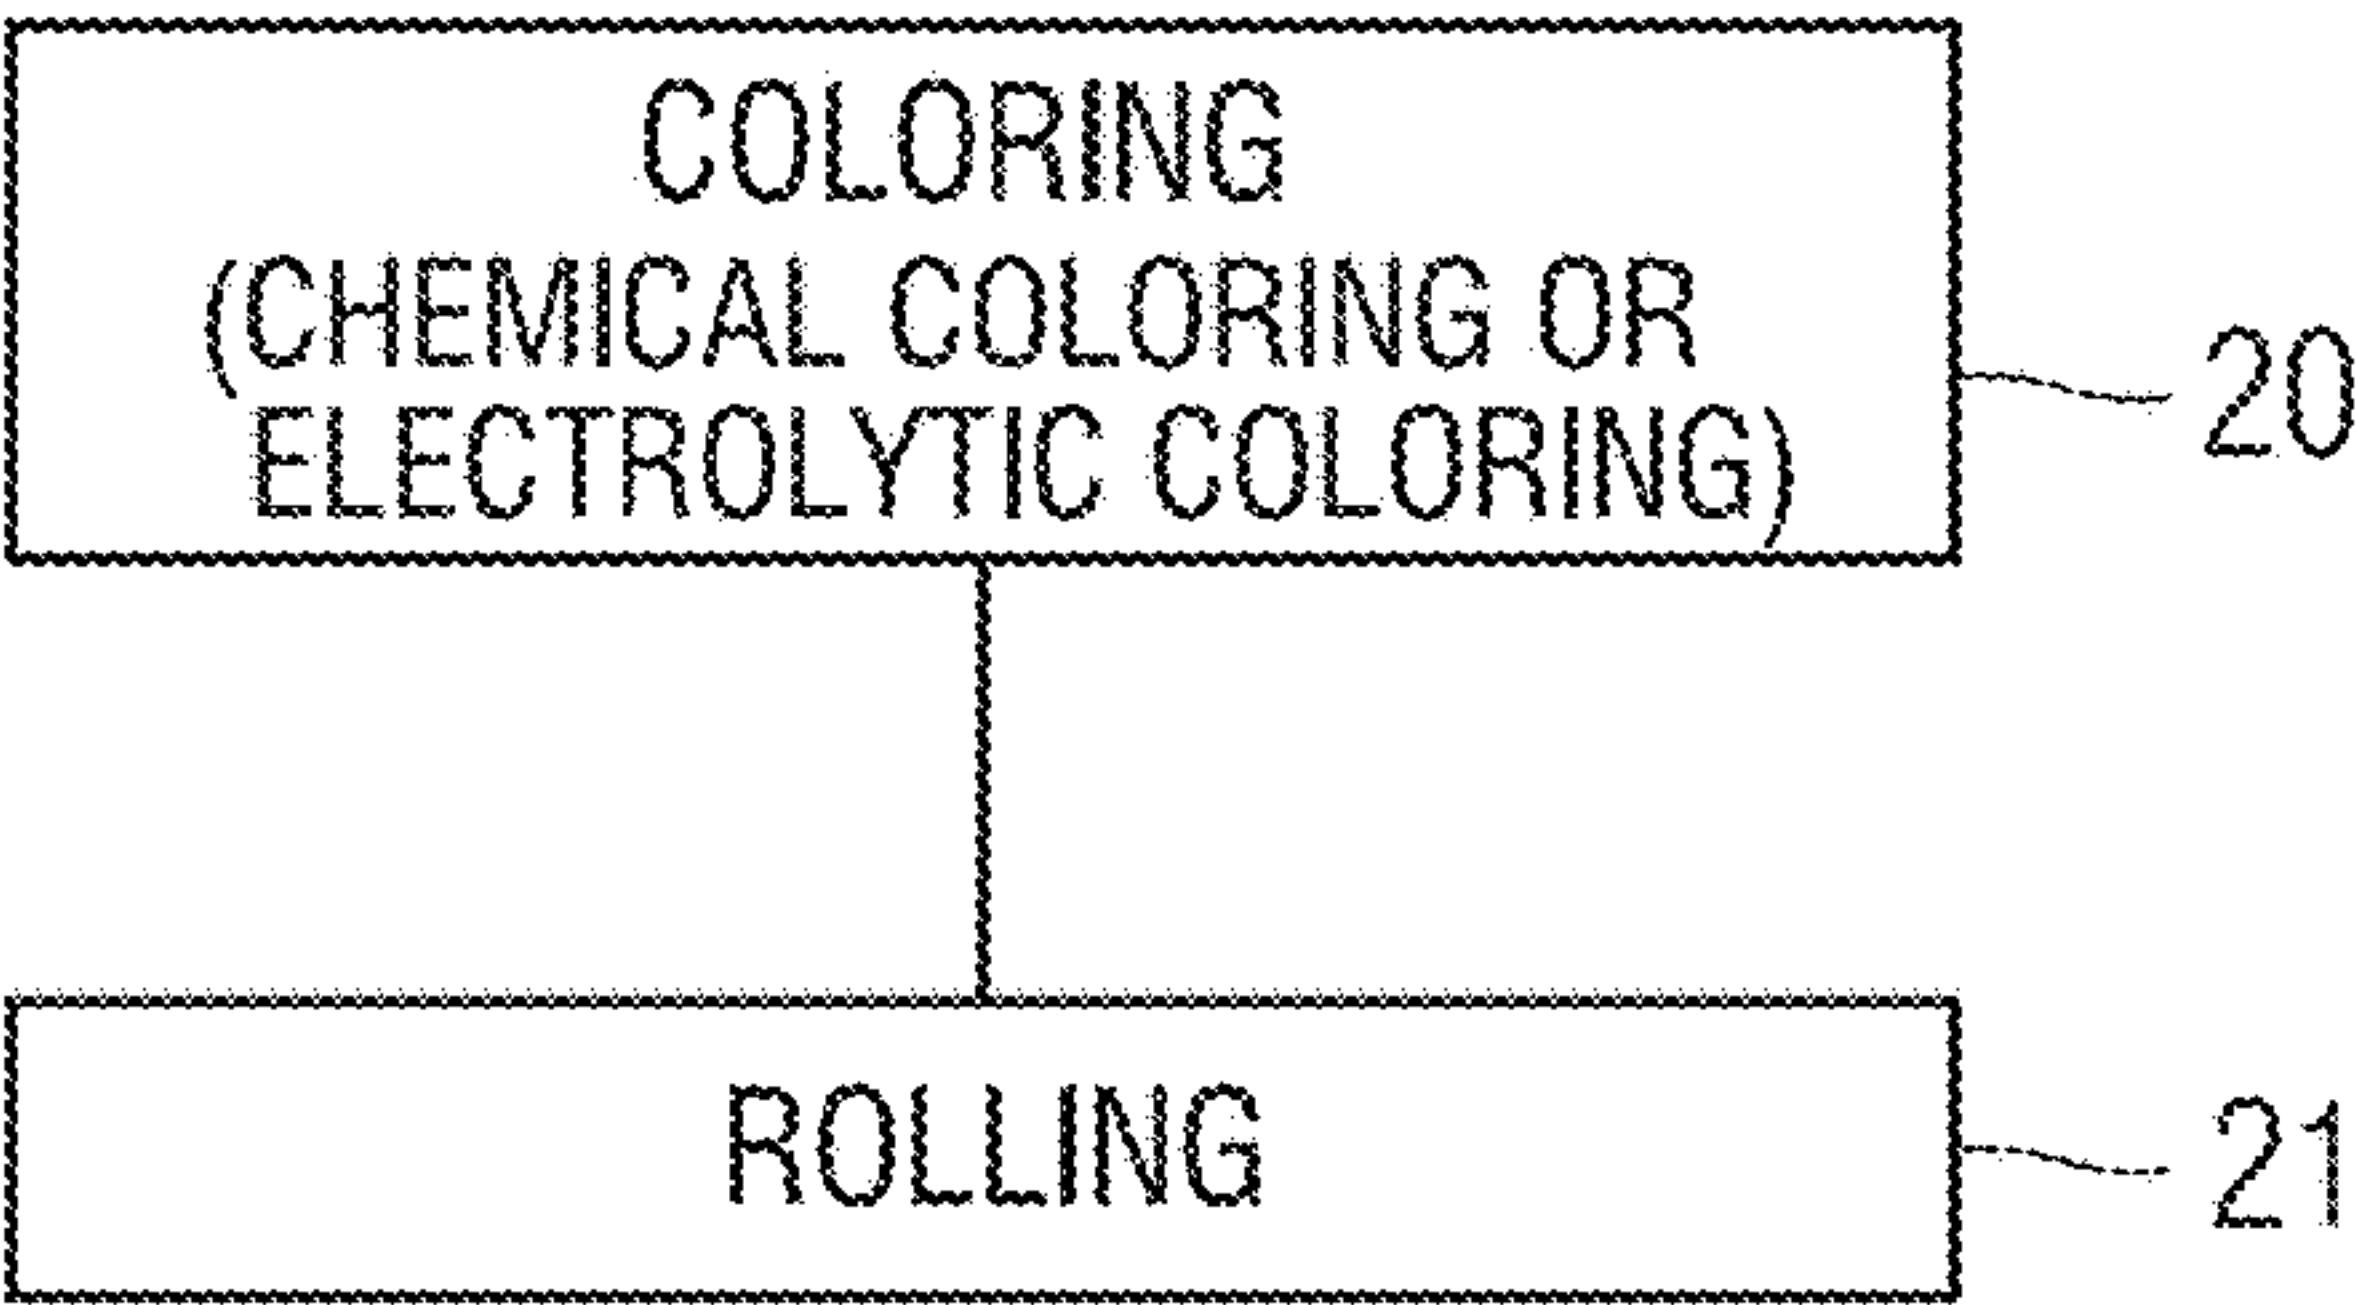 COLORING
(CHEMICAL COLORING OR
ELECTROLYTIC COLORING)
20
ROLLING
21